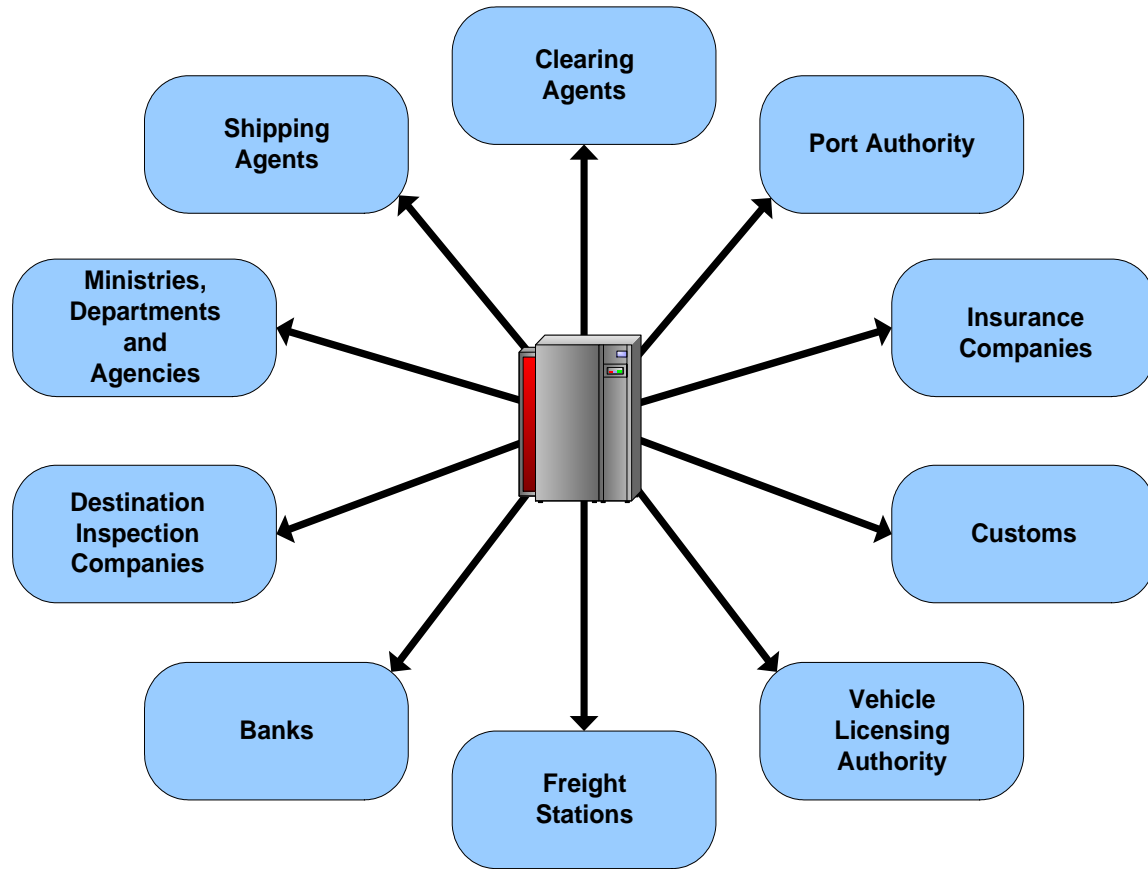 Clearing
Agents
Shipping
Agents
Port Authority
Ministries,
Departments
and
Agencies
Insurance
Companies
Destination
Inspection
Companies
Customs
Banks
Vehicle
Licensing
Authority
Freight
Stations